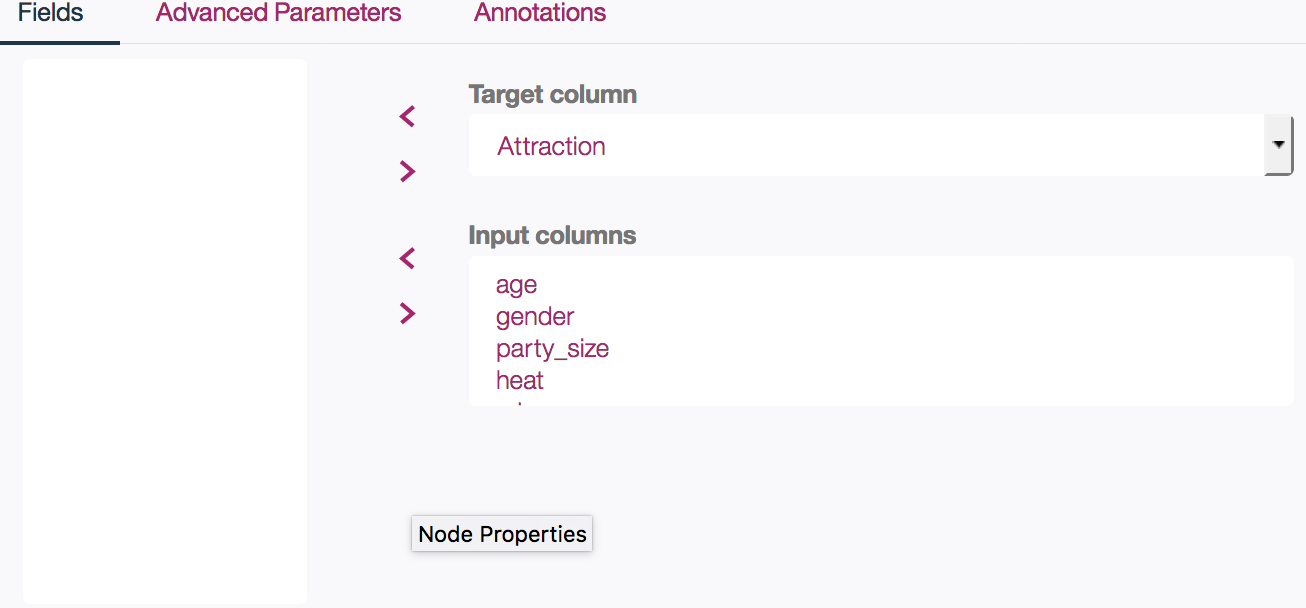 Fields Advanced Parameters Annotations
Target column
Attraction
Input columns
age
gender
party_size
heat
Node Properties